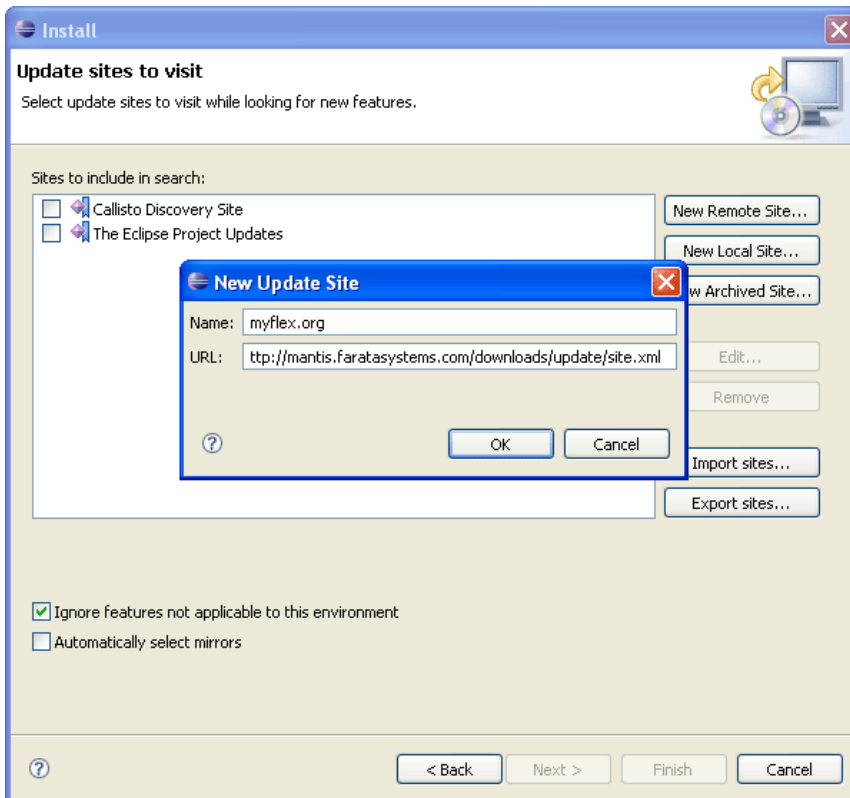 Install
Update sites to visit
Select update sites to visit while looking for new features.
Sites to include in search:
Callisto Discovery Site
The Eclipse Project Updates
New Remote Site...
New Local Site...
w Archived Site...
Edit...
Remove
Import sites...
Export sites...
New Update Site
Name: myflex.org
URL: ttp://mantis.faratasystems.com/downloads/update/site.xml
OK Cancel
Ignore features not applicable to this environment
Automatically select mirrors
< Back Next > Finish Cancel